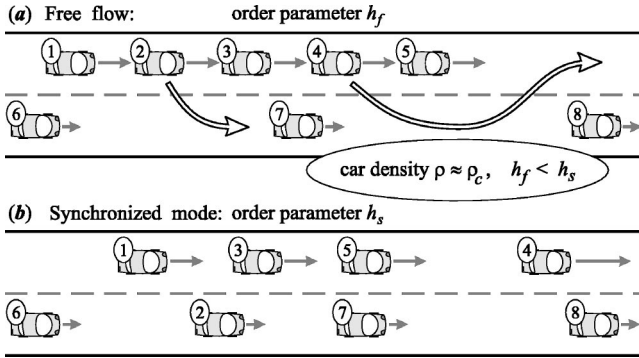 (a) Free flow: order parameter h_f
1 2 3 4 5
6 7 8
car density ρ ≈ ρ_c, h_f < h_s
(b) Synchronized mode: order parameter h_s
1 3 5 4
6 2 7 8